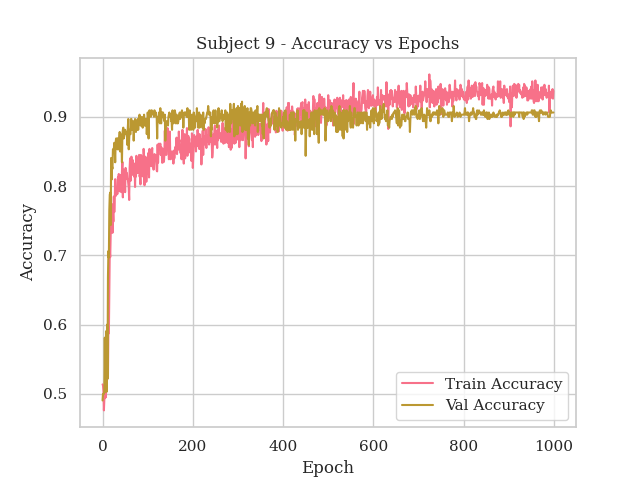 Subject 9 - Accuracy vs Epochs
Accuracy
0.9
0.8
0.7
0.6
0.5
Train Accuracy
Val Accuracy
0 200 400 600 800 1000
Epoch